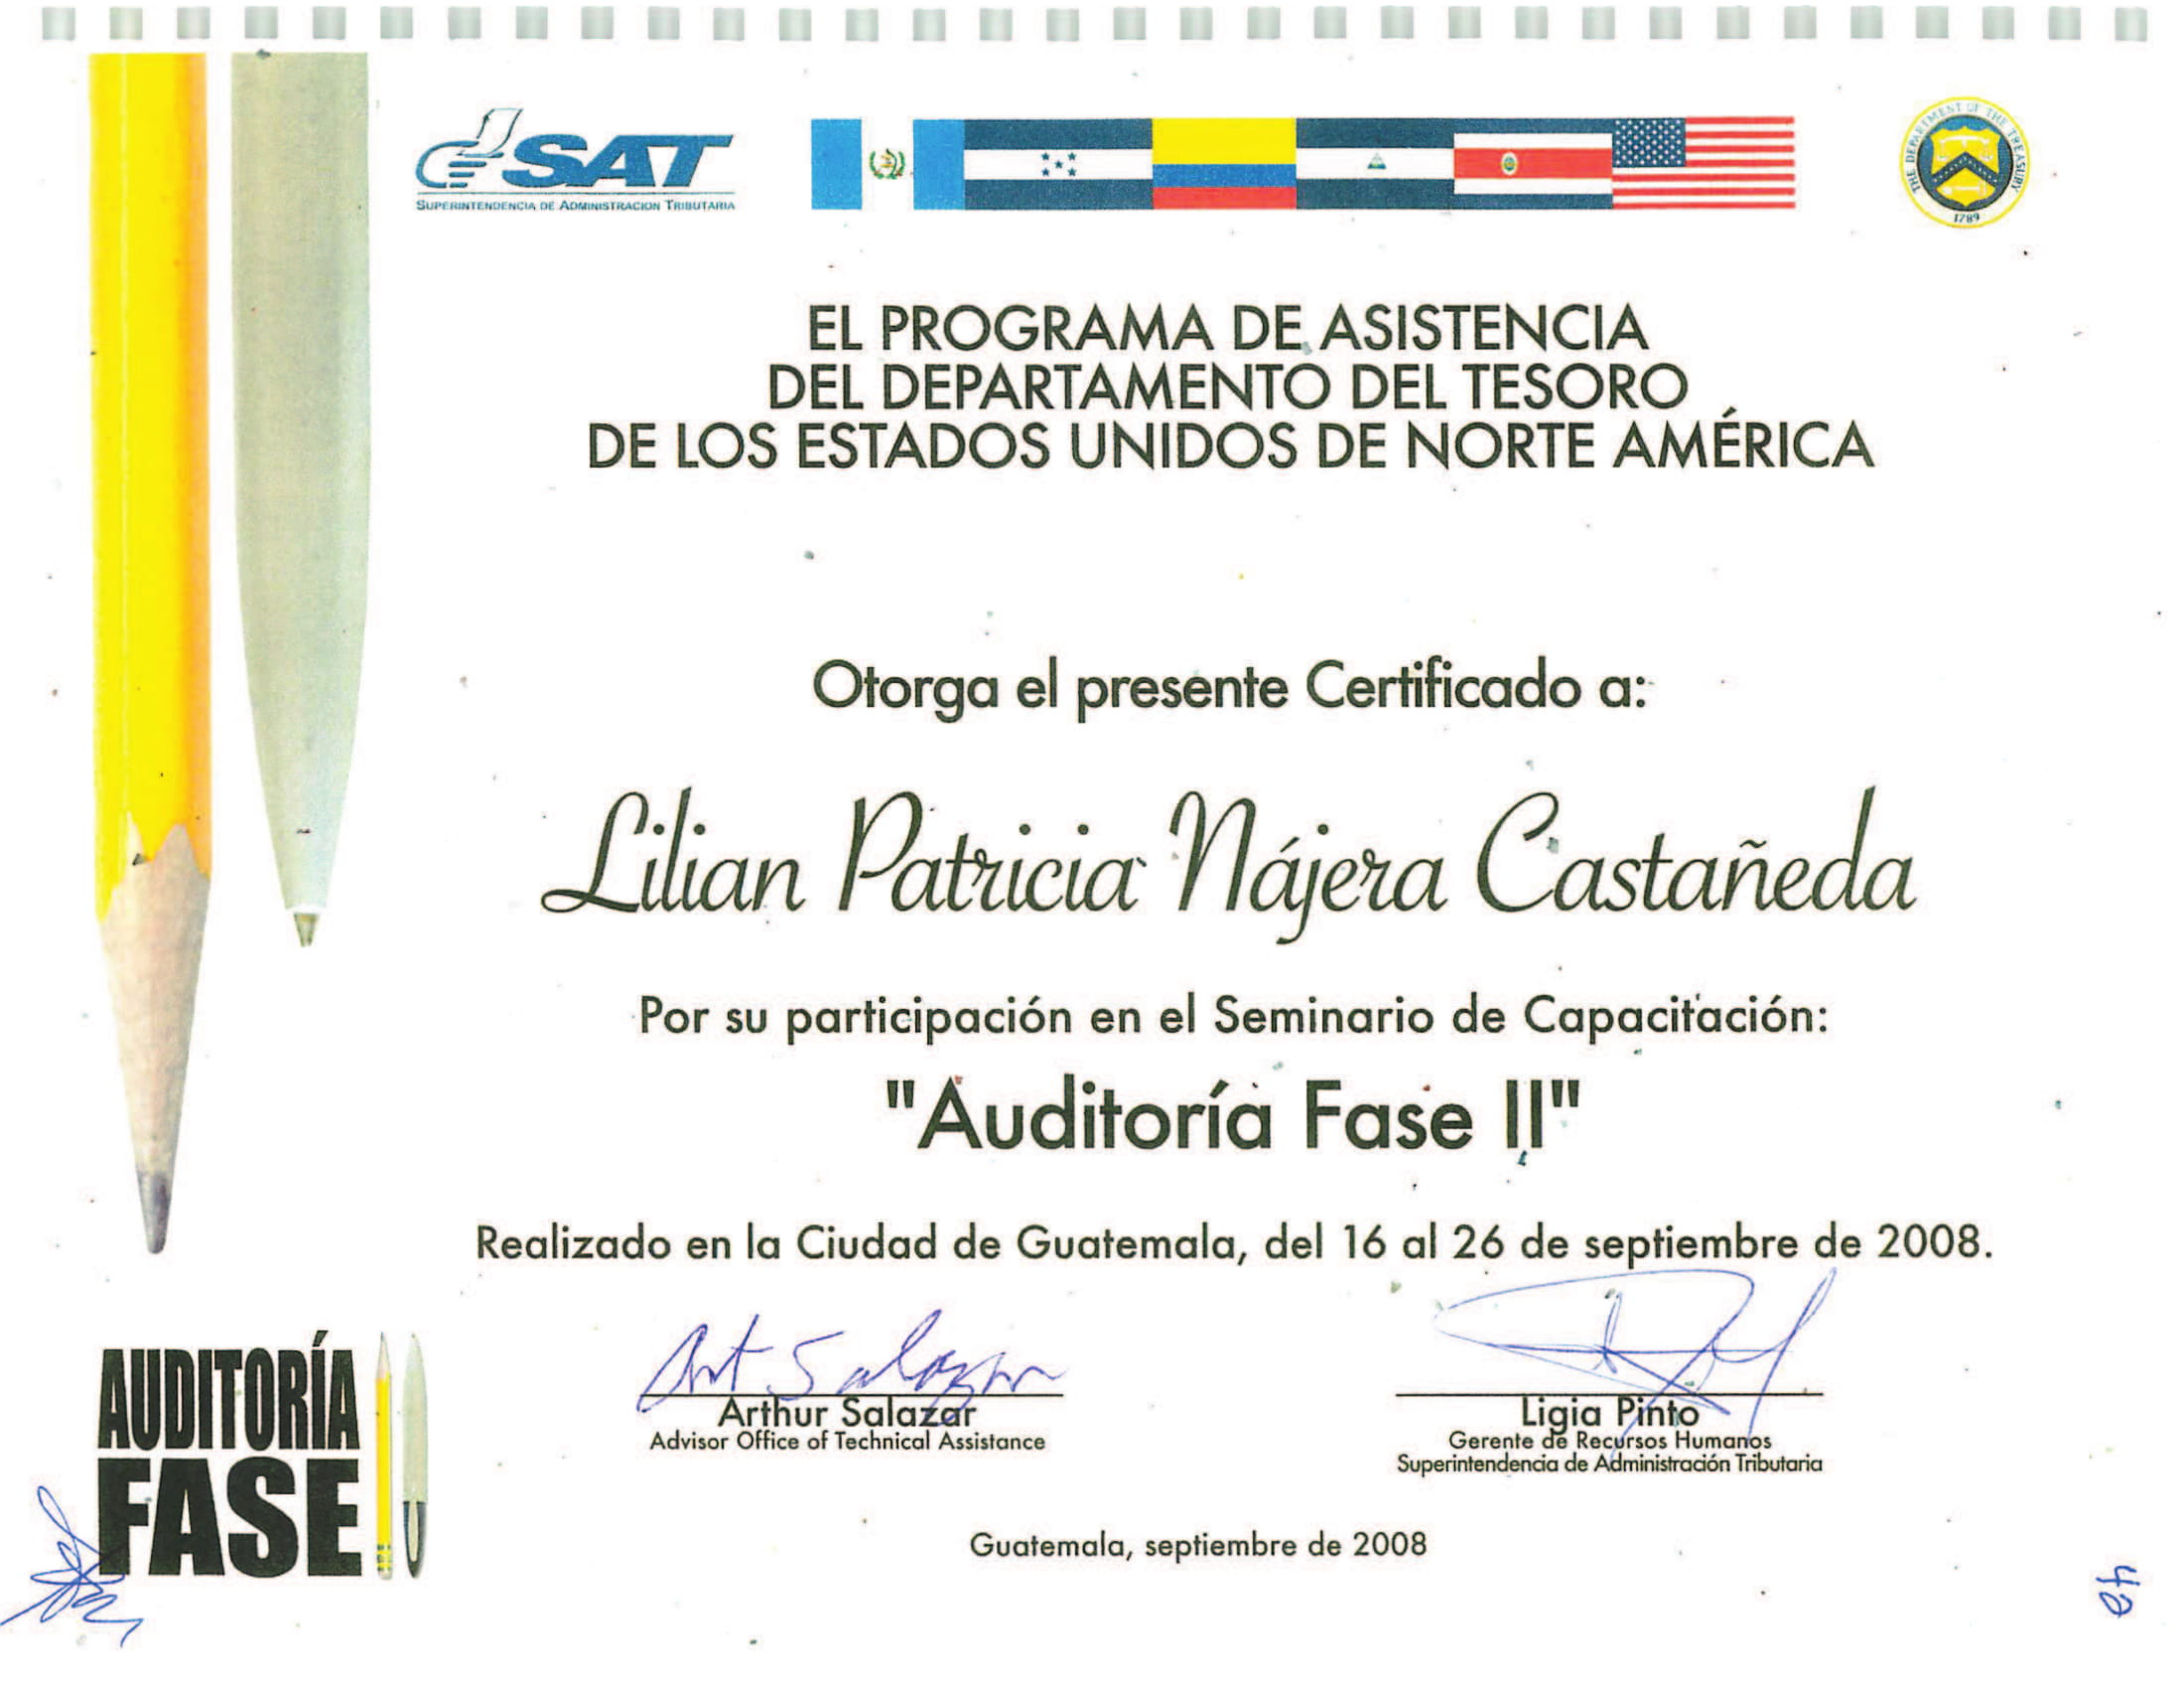 SAT
SUPERINTENDENCIA DE ADMINISTRACION TRIBUTARIA
THE DEPARTMENT OF THE TREASURY
1789
EL PROGRAMA DE ASISTENCIA
DEL DEPARTAMENTO DEL TESORO
DE LOS ESTADOS UNIDOS DE NORTE AMÉRICA
Otorga el presente Certificado a:
Lilian Patricia Nájera Castañeda
Por su participación en el Seminario de Capacitación:
"Auditoría Fase II"
Realizado en la Ciudad de Guatemala, del 16 al 26 de septiembre de 2008.
Art Salazar
Arthur Salazar
Advisor Office of Technical Assistance
Ligia Pinto
Gerente de Recursos Humanos
Superintendencia de Administración Tributaria
AUDITORÍA
FASE
Guatemala, septiembre de 2008